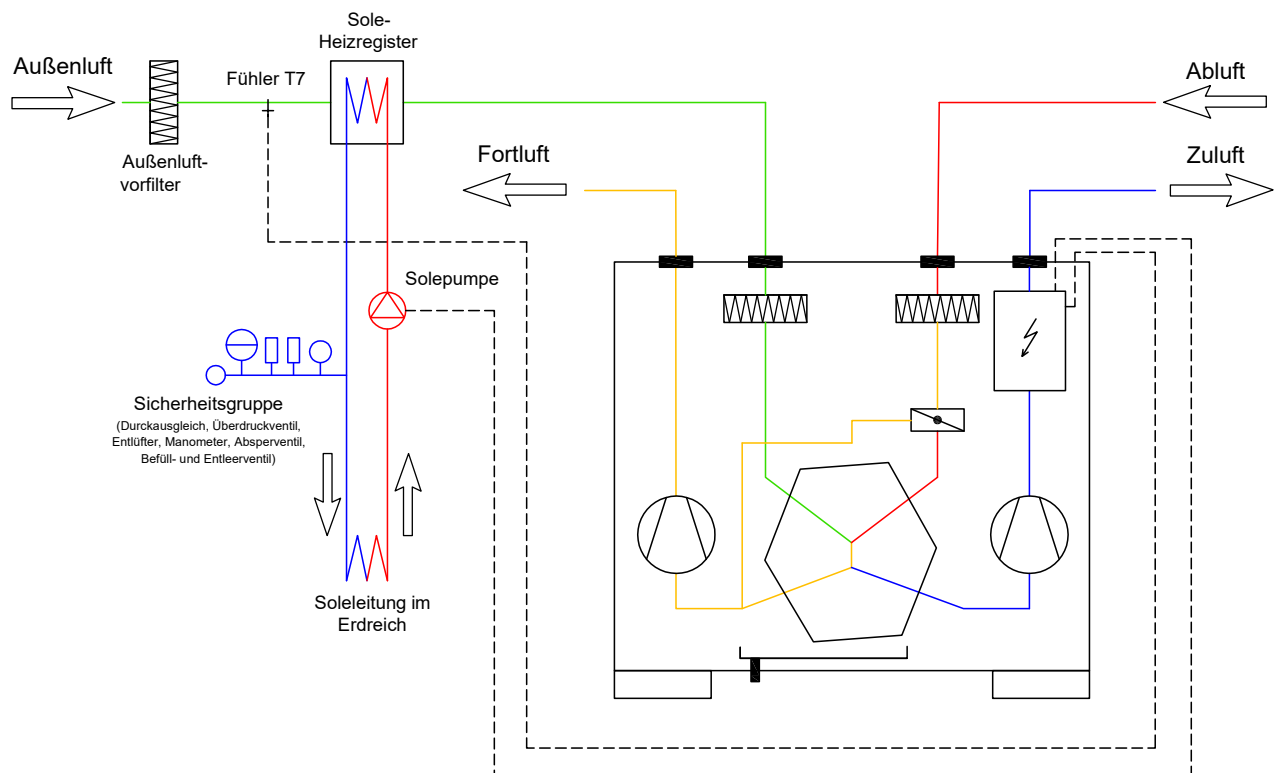 Sole-
Heizregister
Außenluft
Fühler T7
Abluft
Außenluft-
vorfilter
Fortluft
Zuluft
Solepumpe
Sicherheitsgruppe
(Durckausgleich, Überdruckventil,
Entlüfter, Manometer, Absperventil,
Befüll- und Entleerventil)
Soleleitung im
Erdreich